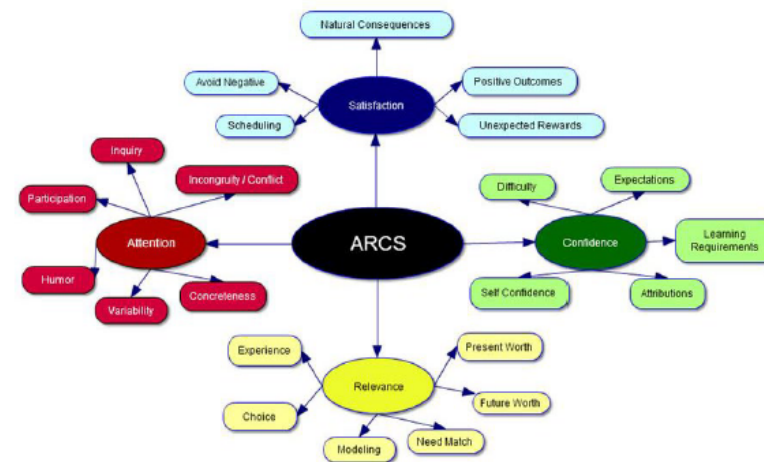 Natural Consequences
Avoid Negative
Positive Outcomes
Satisfaction
Scheduling
Unexpected Rewards
Inquiry
Incongruity / Conflict
Participation
Attention
Humor
Variability
Concreteness
ARCS
Difficulty
Expectations
Confidence
Learning
Requirements
Self Confidence
Attributions
Experience
Present Worth
Relevance
Choice
Future Worth
Modeling
Need Match